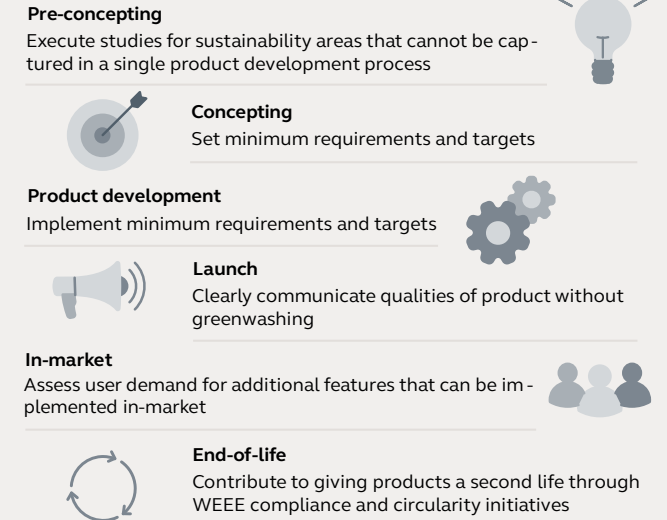 Pre-concepting
Execute studies for sustainability areas that cannot be cap-
tured in a single product development process
Concepting
Set minimum requirements and targets
Product development
Implement minimum requirements and targets
Launch
Clearly communicate qualities of product without
greenwashing
In-market
Assess user demand for additional features that can be im-
plemented in-market
End-of-life
Contribute to giving products a second life through
WEEE compliance and circularity initiatives